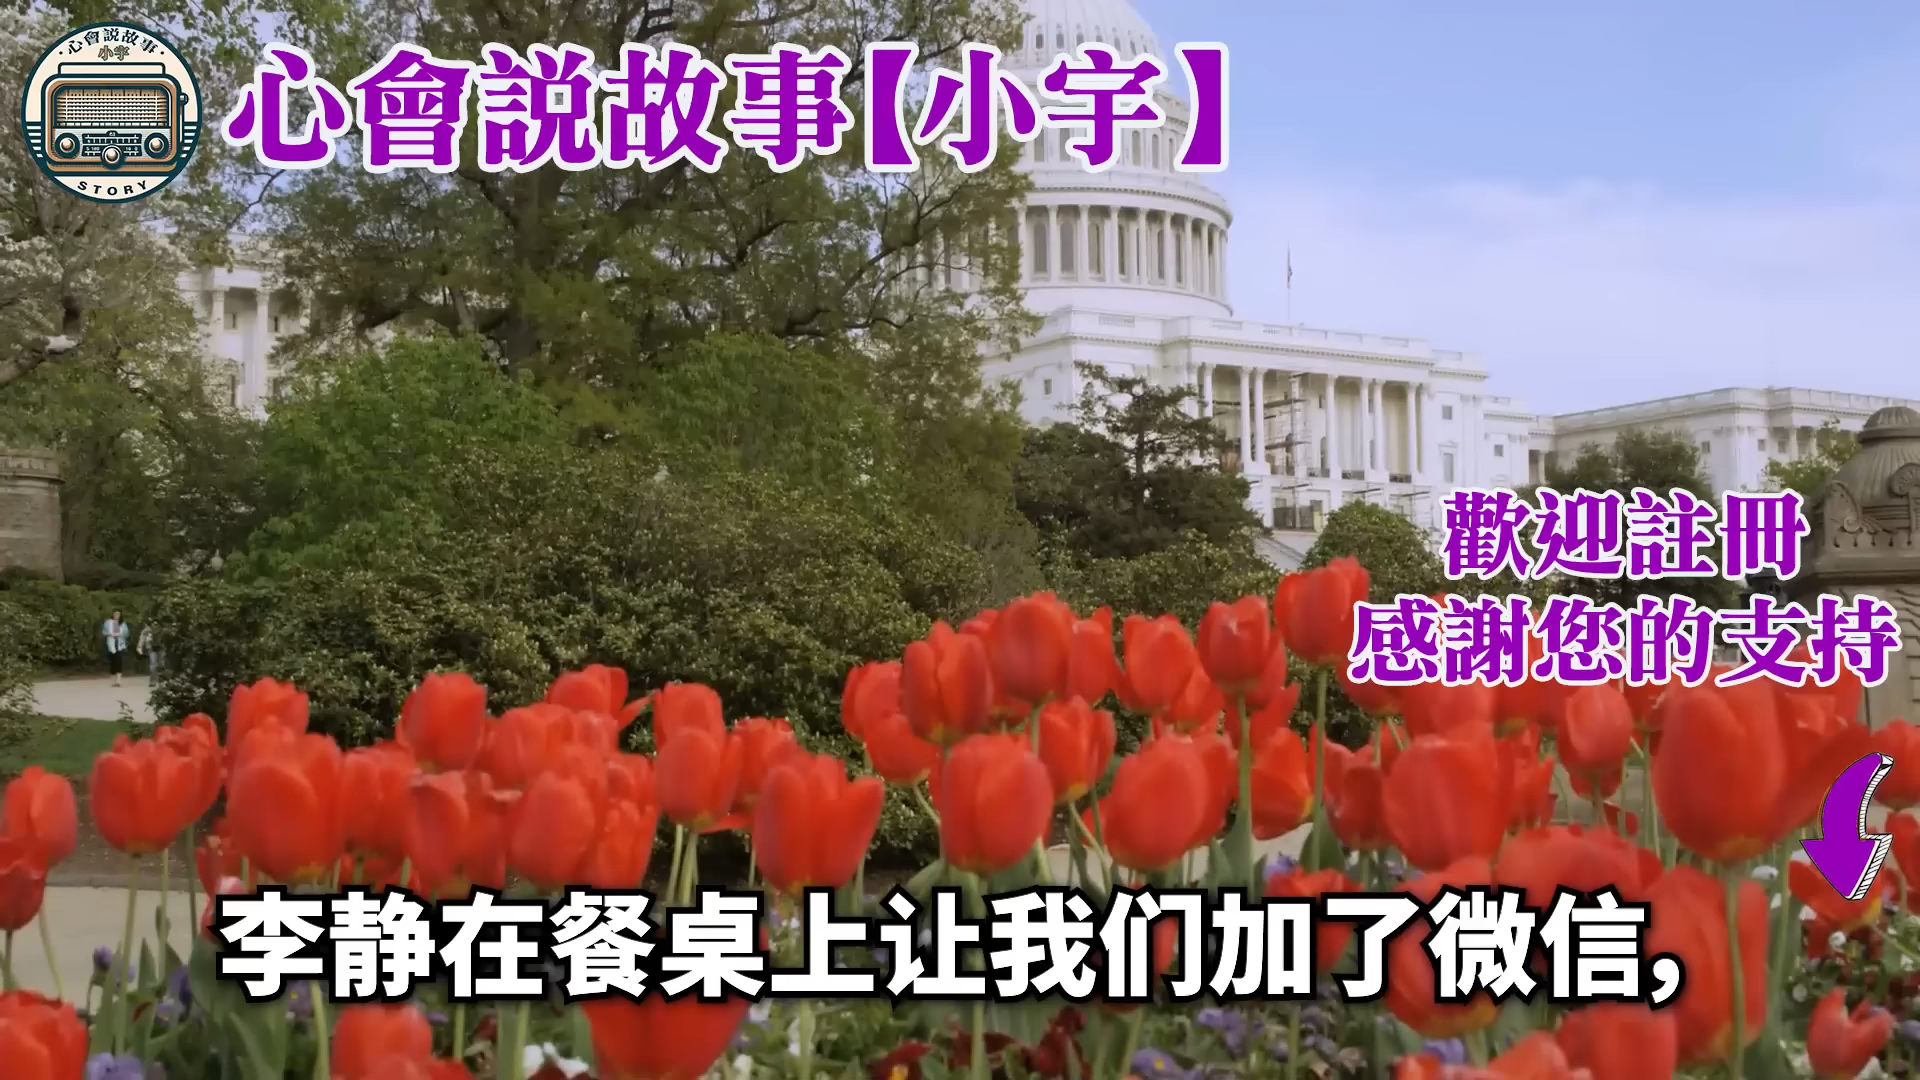 ·心會説故事·
小宇
STORY
心會説故事【小宇】
歡迎註冊
感謝您的支持
李静在餐桌上让我们加了微信,